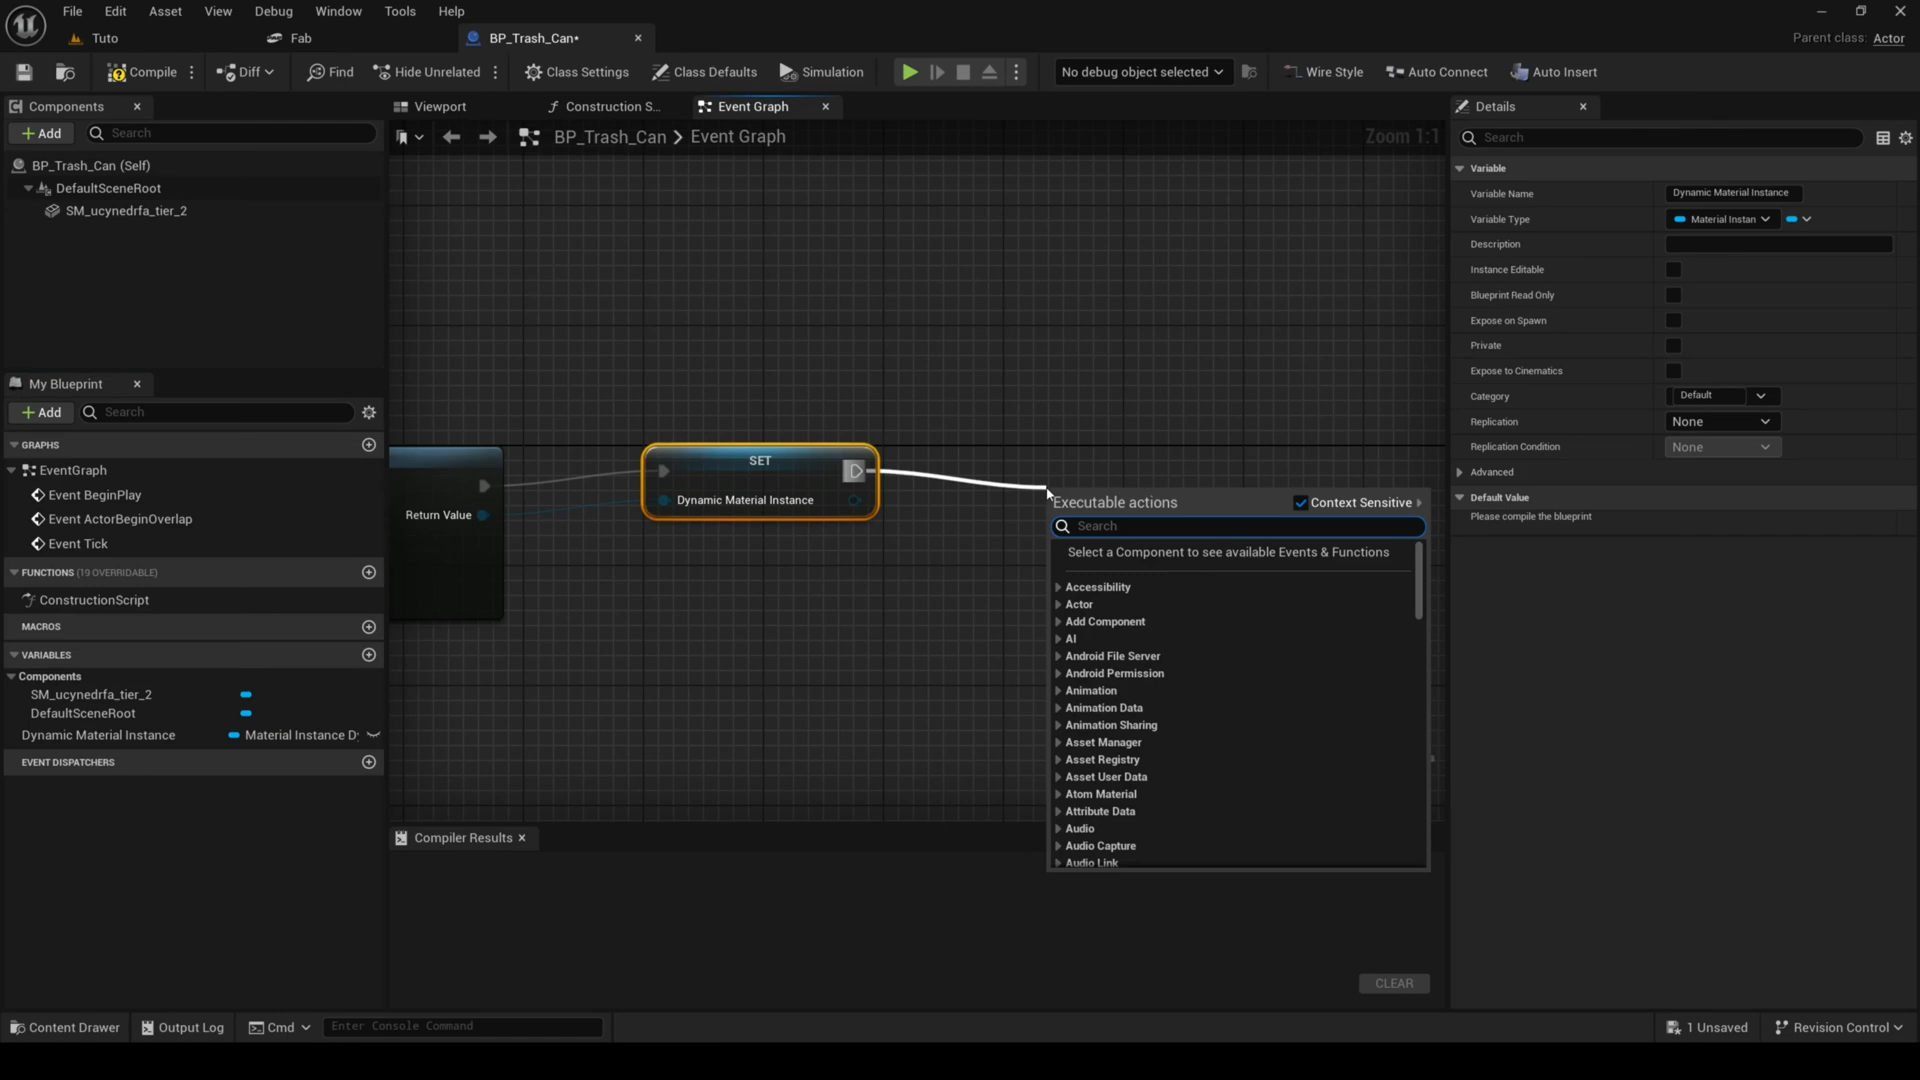 File Edit Asset View Debug Window Tools Help
Tuto Fab BP_Trash_Can* Parent class: Actor
Compile Diff Find Hide Unrelated Class Settings Class Defaults Simulation No debug object selected Wire Style Auto Connect Auto Insert
Components Viewport Construction S... Event Graph Details
Add Search BP_Trash_Can Event Graph Zoom 1:1 Search
BP_Trash_Can (Self)
DefaultSceneRoot
SM_ucynedrfa_tier_2
My Blueprint
Add Search
GRAPHS
EventGraph
Event BeginPlay
Event ActorBeginOverlap
Event Tick
FUNCTIONS (19 OVERRIDABLE)
ConstructionScript
MACROS
VARIABLES
Components
SM_ucynedrfa_tier_2
DefaultSceneRoot
Dynamic Material Instance Material Instance Dy
EVENT DISPATCHERS
Return Value
SET
Dynamic Material Instance
Executable actions Context Sensitive
Search
Select a Component to see available Events & Functions
Accessibility
Actor
Add Component
AI
Android File Server
Android Permission
Animation
Animation Data
Animation Sharing
Asset Manager
Asset Registry
Asset User Data
Atom Material
Attribute Data
Audio
Audio Capture
Audio Link
Variable
Variable Name Dynamic Material Instance
Variable Type Material Instan
Description
Instance Editable
Blueprint Read Only
Expose on Spawn
Private
Expose to Cinematics
Category Default
Replication None
Replication Condition None
Advanced
Default Value
Please compile the blueprint
Compiler Results
CLEAR
Content Drawer Output Log Cmd Enter Console Command 1 Unsaved Revision Control